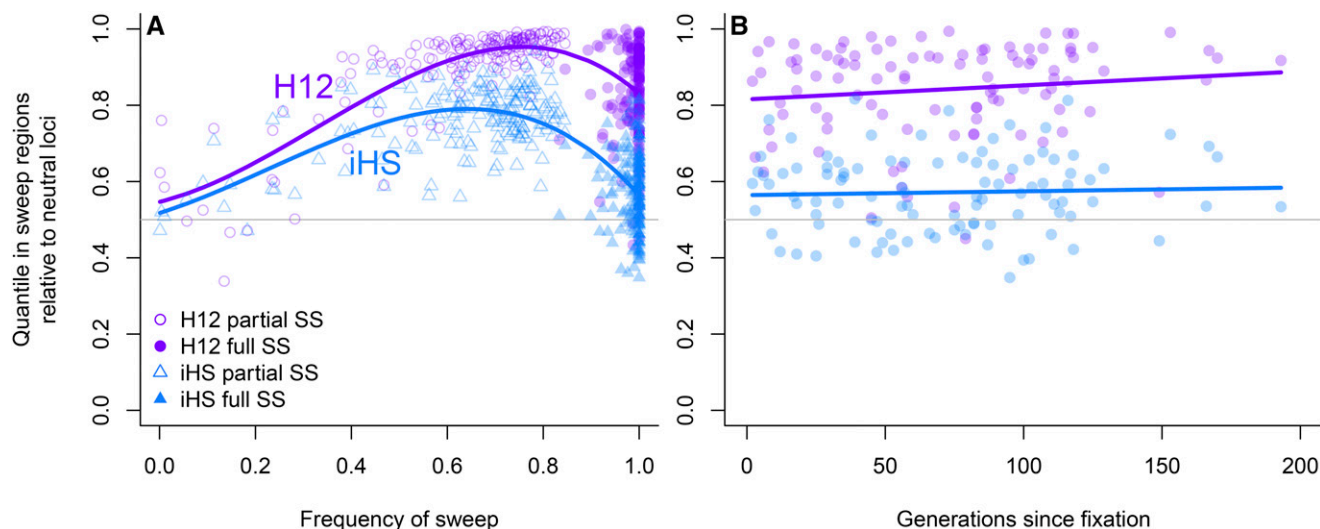 Quantile in sweep regions
relative to neutral loci
A
1.0
0.8
0.6
0.4
0.2
0.0
H12
iHS
H12 partial SS
H12 full SS
iHS partial SS
iHS full SS
0.0 0.2 0.4 0.6 0.8 1.0
Frequency of sweep
B
1.0
0.8
0.6
0.4
0.2
0.0
0 50 100 150 200
Generations since fixation